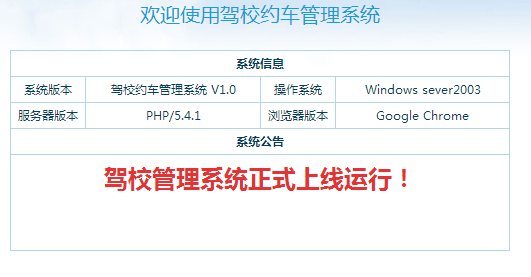 欢迎使用驾校约车管理系统
系统信息
系统版本 驾校约车管理系统 V1.0 操作系统 Windows sever2003
服务器版本 PHP/5.4.1 浏览器版本 Google Chrome
系统公告
驾校管理系统正式上线运行！